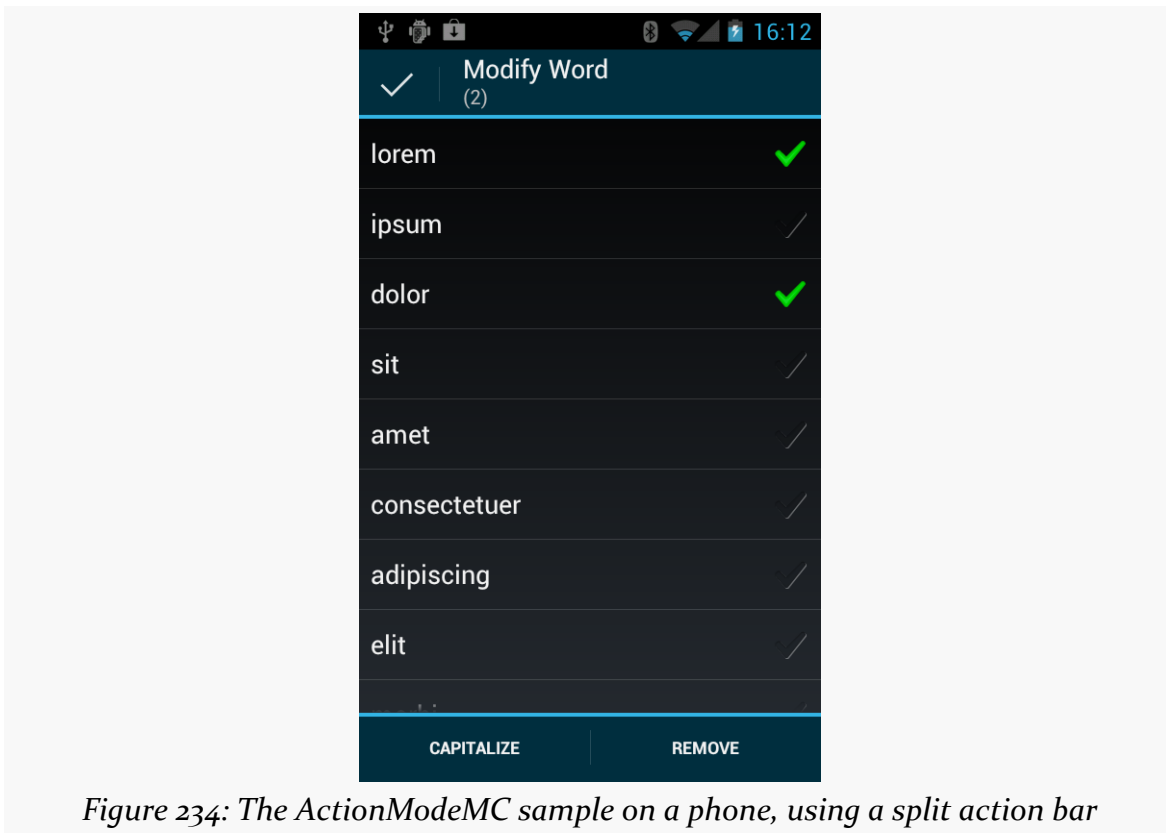 16:12
Modify Word
(2)
lorem
ipsum
dolor
sit
amet
consectetuer
adipiscing
elit
morbi
CAPITALIZE
REMOVE
Figure 234: The ActionModeMC sample on a phone, using a split action bar